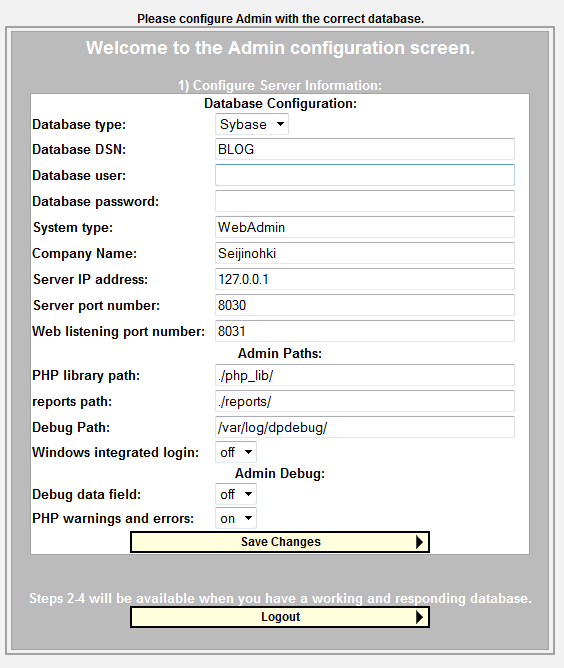 Please configure Admin with the correct database.
Welcome to the Admin configuration screen.
1) Configure Server Information:
Database Configuration:
Database type: Sybase
Database DSN: BLOG
Database user:
Database password:
System type: WebAdmin
Company Name: Seijinohki
Server IP address: 127.0.0.1
Server port number: 8030
Web listening port number: 8031
Admin Paths:
PHP library path: ./php_lib/
reports path: ./reports/
Debug Path: /var/log/dpdebug/
Windows integrated login: off
Admin Debug:
Debug data field: off
PHP warnings and errors: on
Save Changes
Steps 2-4 will be available when you have a working and responding database.
Logout